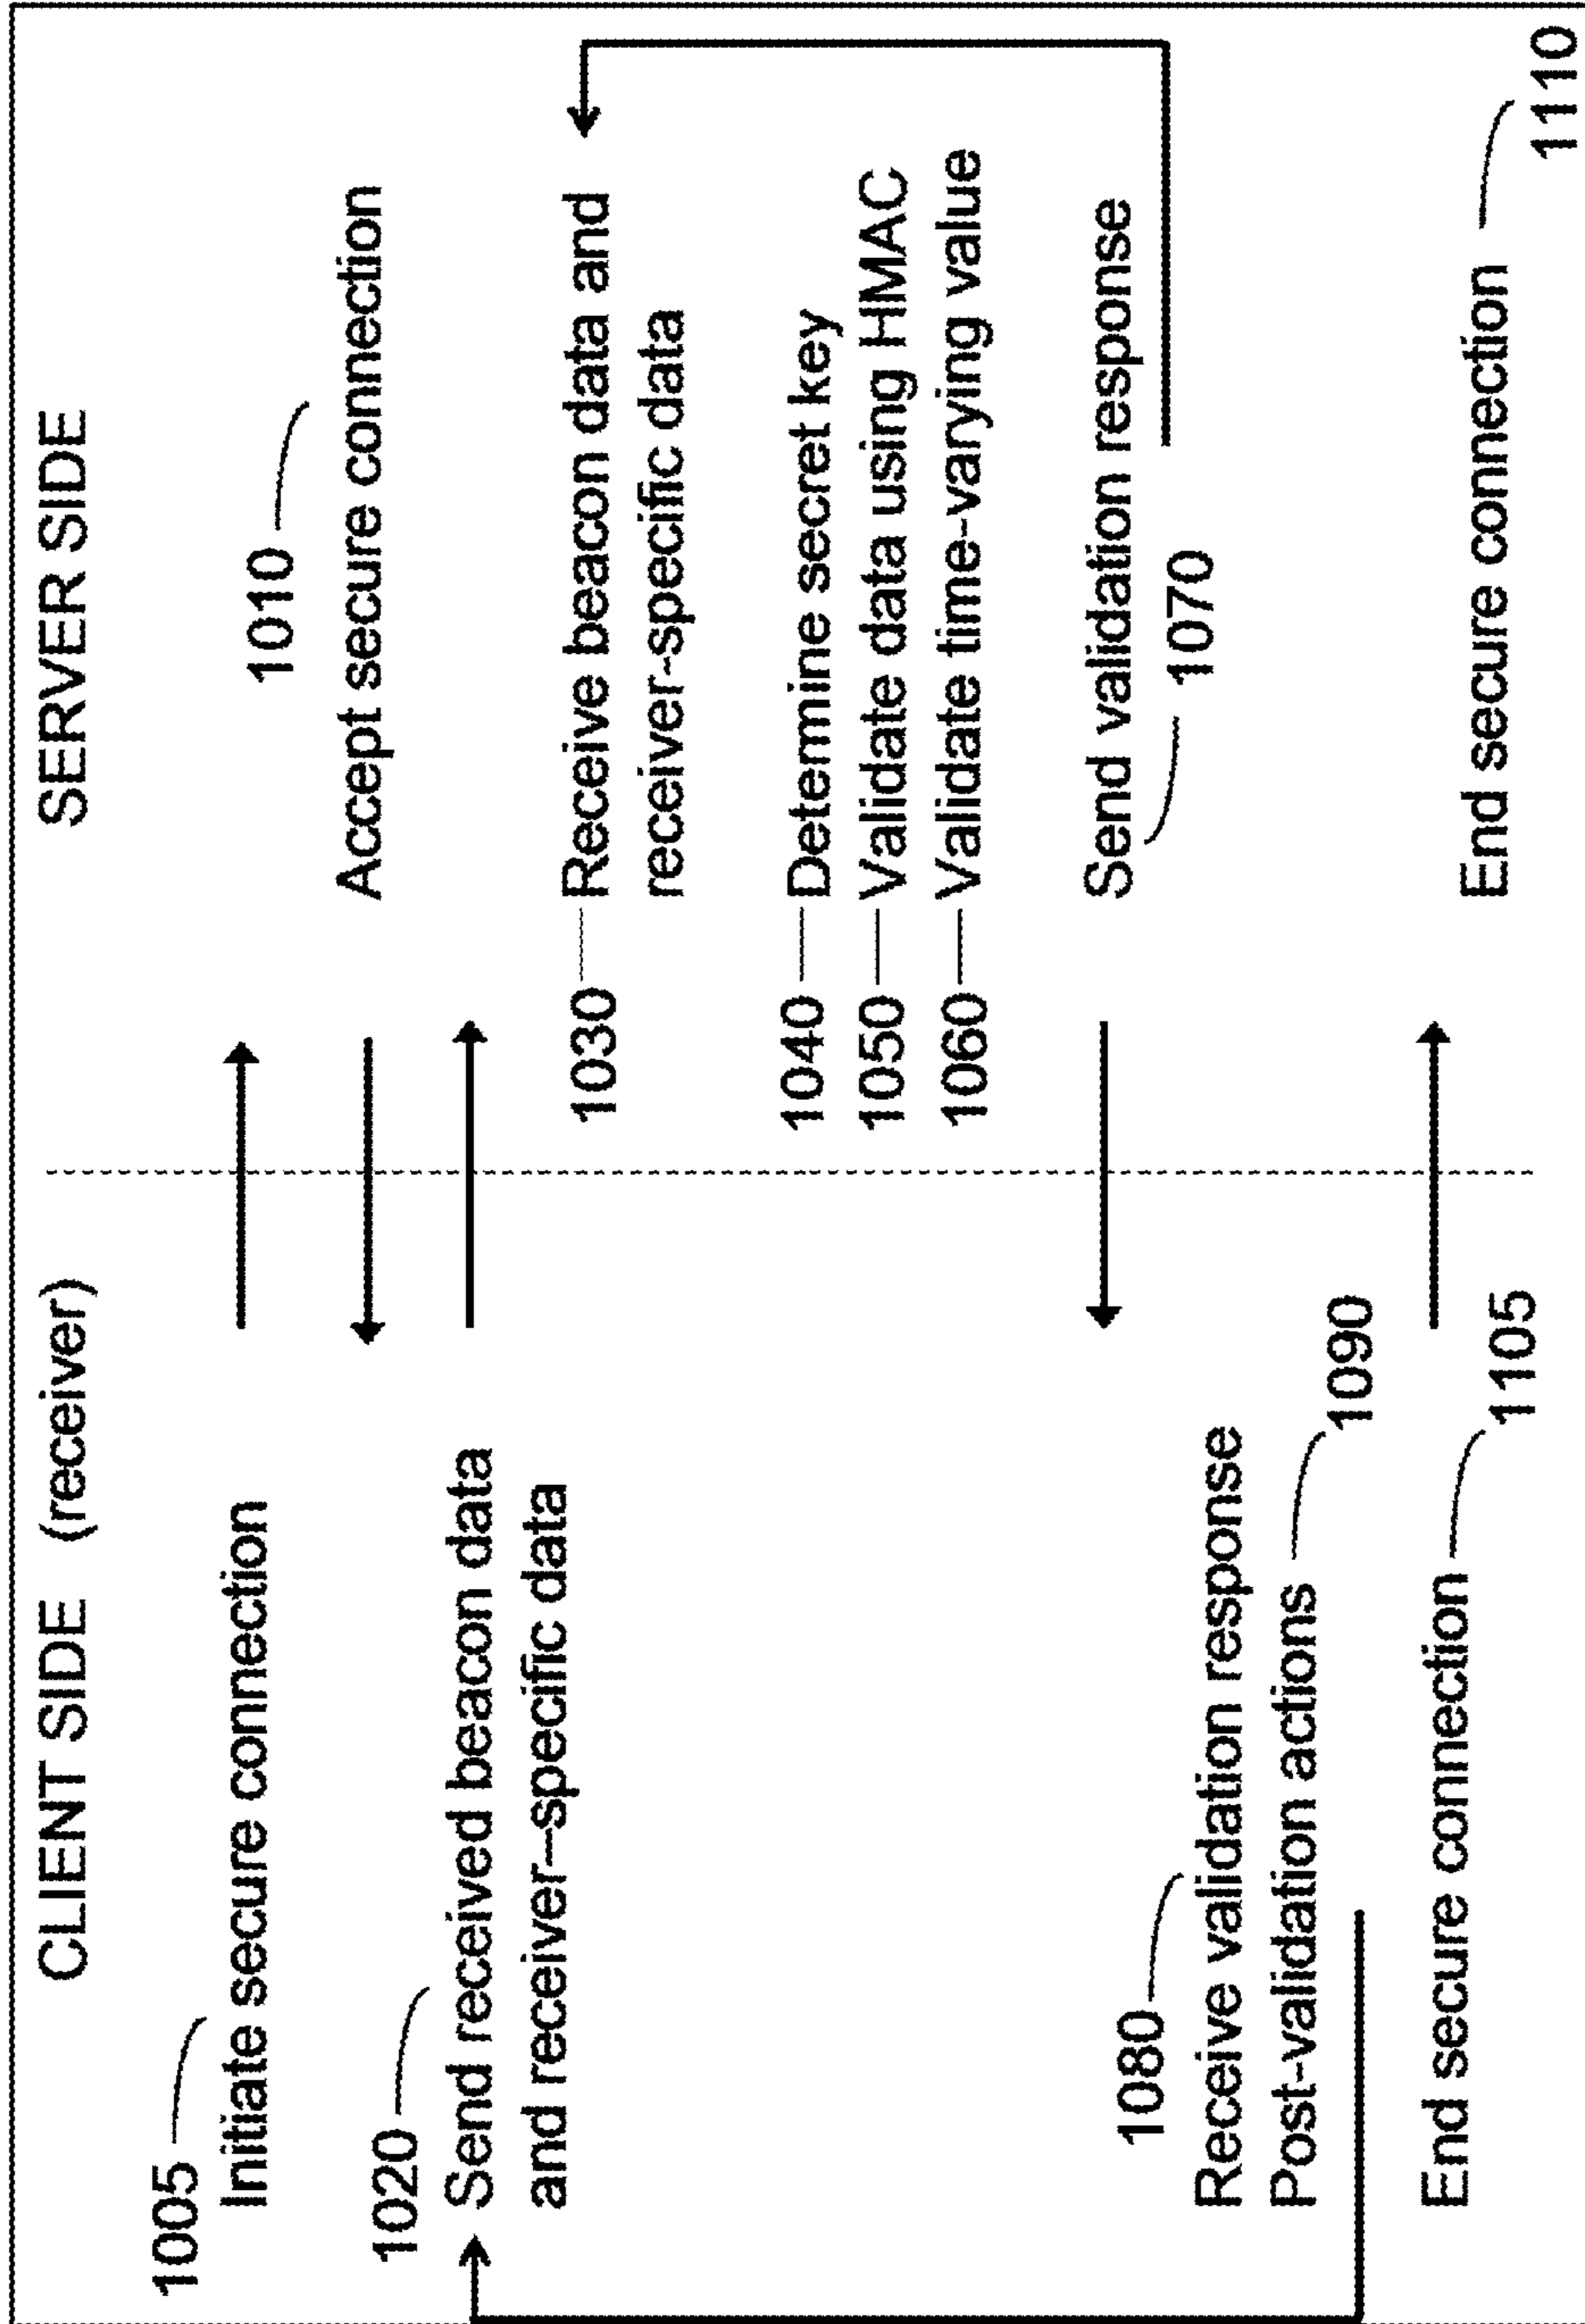 CLIENT SIDE (receiver)
SERVER SIDE
1005
Initiate secure connection
1010
Accept secure connection
1020
Send received beacon data
and receiver–specific data
1030 Receive beacon data and
receiver-specific data
1040 Determine secret key
1050 Validate data using HMAC
1060 Validate time-varying value
Send validation response
1070
1080
Receive validation response
Post-validation actions
1090
End secure connection
1105
End secure connection
1110